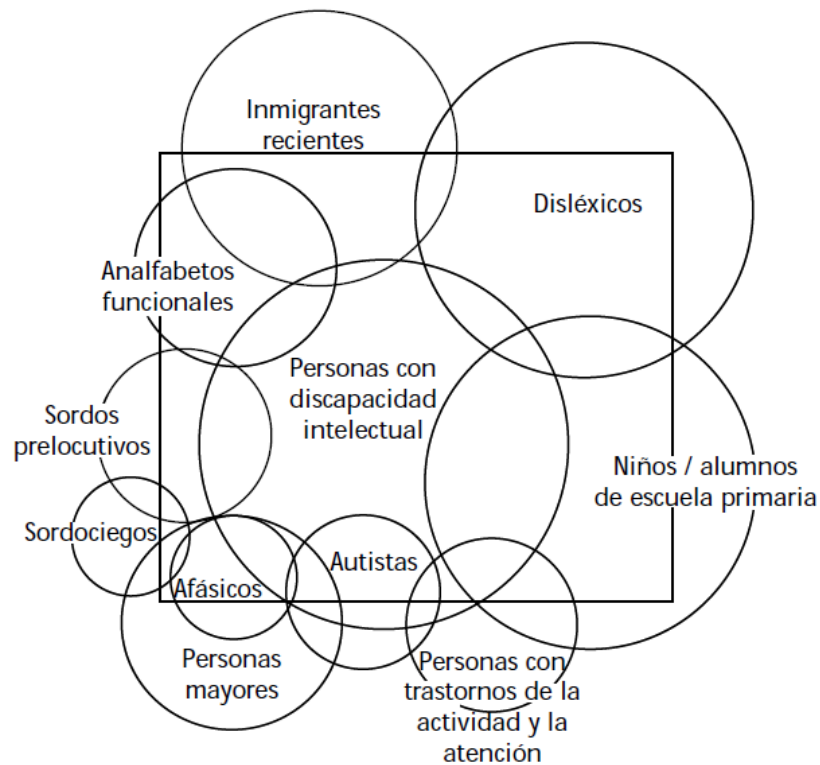 Inmigrantes
recientes
Disléxicos
Analfabetos
funcionales
Personas con
discapacidad
intelectual
Sordos
prelocutivos
Niños / alumnos
de escuela primaria
Sordociegos
Autistas
Afásicos
Personas
mayores
Personas con
trastornos de la
actividad y la
atención